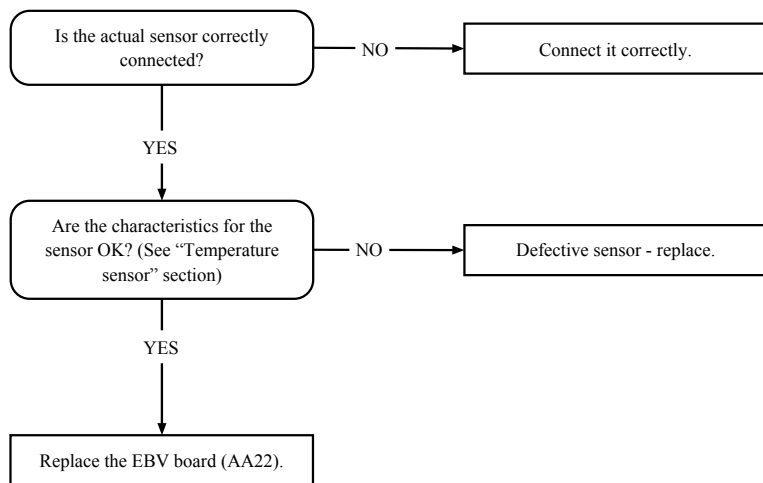 Is the actual sensor correctly
connected?
NO
Connect it correctly.
YES
Are the characteristics for the
sensor OK? (See “Temperature
sensor” section)
NO
Defective sensor - replace.
YES
Replace the EBV board (AA22).